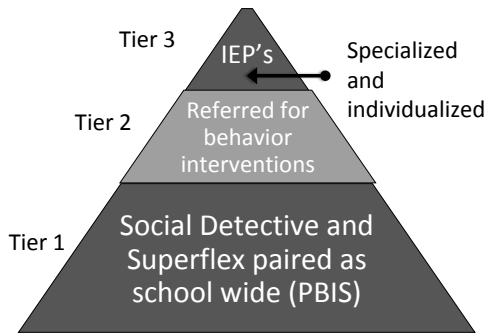 Tier 3
IEP's
Specialized
and
individualized
Tier 2
Referred for
behavior
interventions
Tier 1
Social Detective and
Superflex paired as
school wide (PBIS)